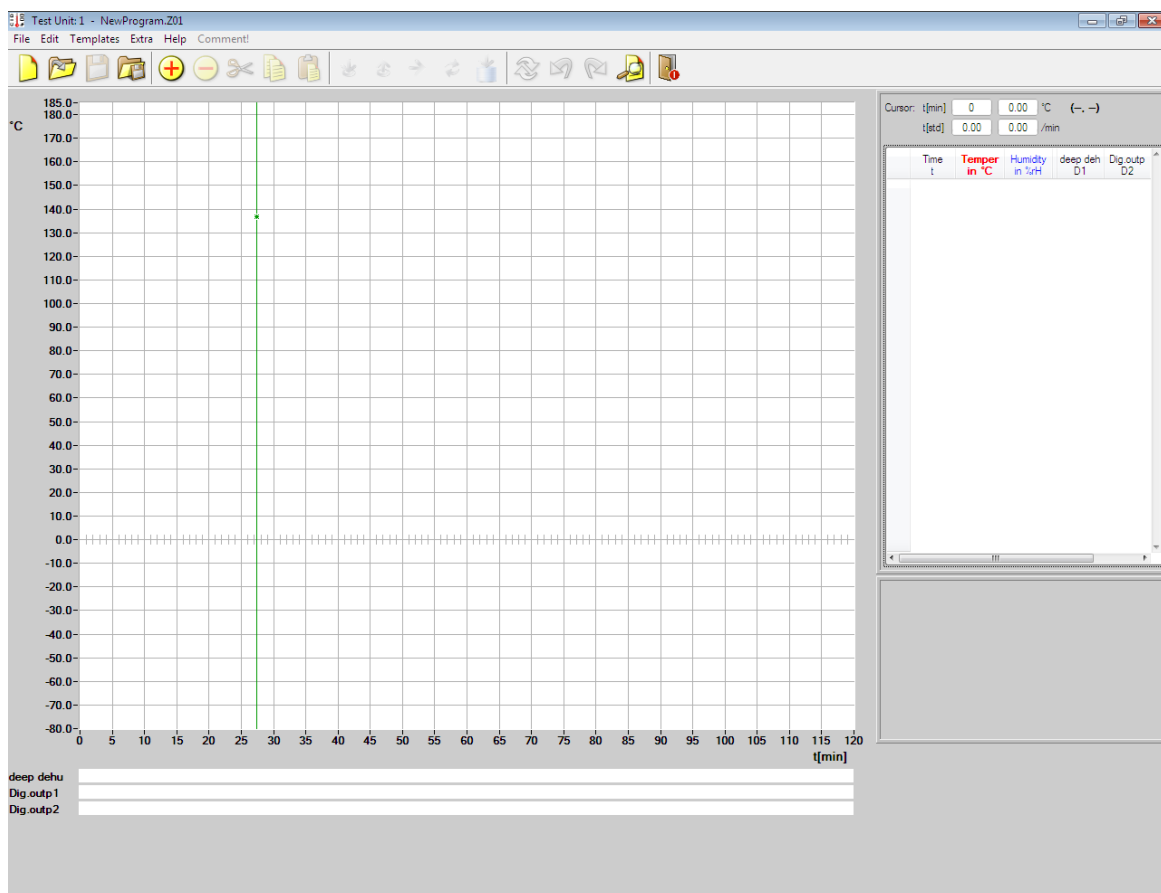 Test Unit: 1 - NewProgram.Z01
File Edit Templates Extra Help Comment!
185.0
180.0
°C
170.0
160.0
150.0
140.0
130.0
120.0
110.0
100.0
90.0
80.0
70.0
60.0
50.0
40.0
30.0
20.0
10.0
0.0
-10.0
-20.0
-30.0
-40.0
-50.0
-60.0
-70.0
-80.0
0 5 10 15 20 25 30 35 40 45 50 55 60 65 70 75 80 85 90 95 100 105 110 115 120
t[min]
deep dehu
Dig.outp1
Dig.outp2
Cursor: t[min] 0 0.00 °C (--, --)
t[std] 0.00 0.00 /min
Time Temper Humidity deep deh Dig.outp
t in °C in %rH D1 D2